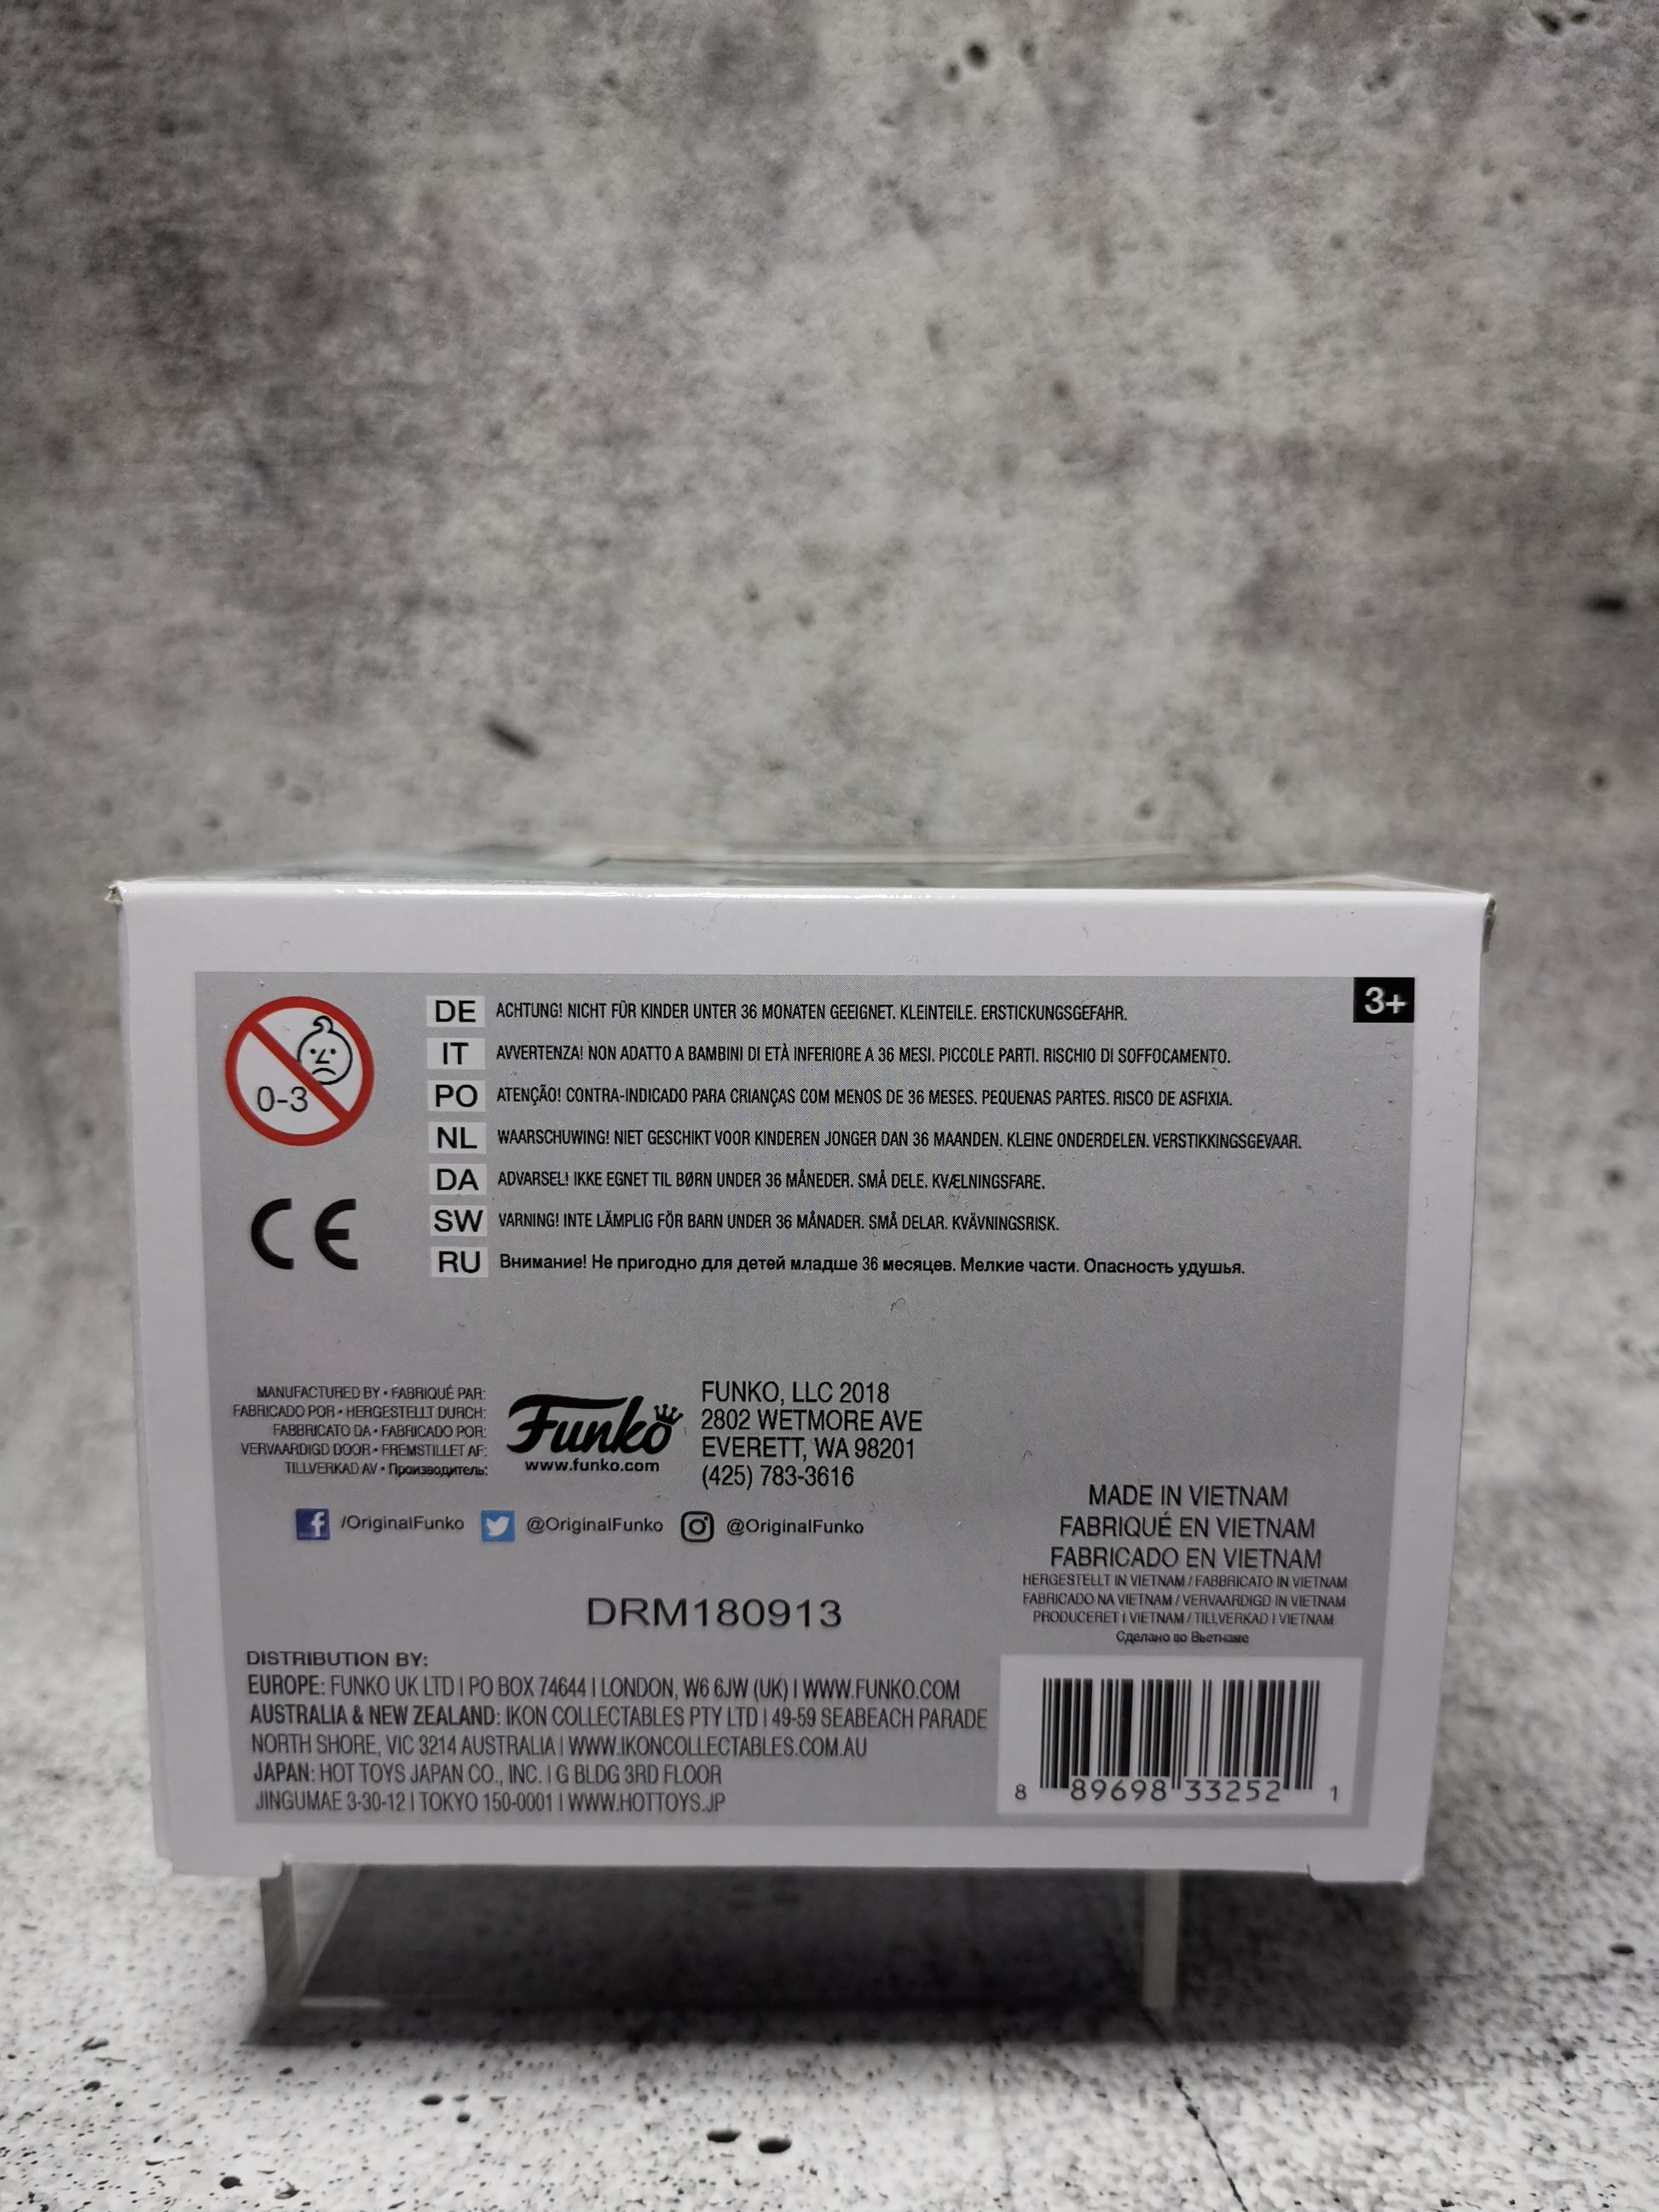 3+
0-3
DE ACHTUNG! NICHT FÜR KINDER UNTER 36 MONATEN GEEIGNET. KLEINTEILE. ERSTICKUNGSGEFAHR.
IT AVVERTENZA! NON ADATTO A BAMBINI DI ETÀ INFERIORE A 36 MESI. PICCOLE PARTI. RISCHIO DI SOFFOCAMENTO.
PO ATENÇÃO! CONTRA-INDICADO PARA CRIANÇAS COM MENOS DE 36 MESES. PEQUENAS PARTES. RISCO DE ASFIXIA.
NL WAARSCHUWING! NIET GESCHIKT VOOR KINDEREN JONGER DAN 36 MAANDEN. KLEINE ONDERDELEN. VERSTIKKINGSGEVAAR.
DA ADVARSEL! IKKE EGNET TIL BØRN UNDER 36 MÅNEDER. SMÅ DELE. KVÆLNINGSFARE.
SW VARNING! INTE LÄMPLIG FÖR BARN UNDER 36 MÅNADER. SMÅ DELAR. KVÄVNINGSRISK.
RU Внимание! Не пригодно для детей младше 36 месяцев. Мелкие части. Опасность удушья.
CE
MANUFACTURED BY • FABRIQUÉ PAR:
FABRICADO POR • HERGESTELLT DURCH:
FABBRICATO DA • FABRICADO POR:
VERVAARDIGD DOOR • FREMSTILLET AF:
TILLVERKAD AV • Производитель:
Funko
www.funko.com
FUNKO, LLC 2018
2802 WETMORE AVE
EVERETT, WA 98201
(425) 783-3616
/OriginalFunko @OriginalFunko @OriginalFunko
MADE IN VIETNAM
FABRIQUÉ EN VIETNAM
FABRICADO EN VIETNAM
HERGESTELLT IN VIETNAM / FABBRICATO IN VIETNAM
FABRICADO NA VIETNAM / VERVAARDIGD IN VIETNAM
PRODUCERET I VIETNAM / TILLVERKAD I VIETNAM
Сделано во Вьетнаме
DRM180913
DISTRIBUTION BY:
EUROPE: FUNKO UK LTD | PO BOX 74644 | LONDON, W6 6JW (UK) | WWW.FUNKO.COM
AUSTRALIA & NEW ZEALAND: IKON COLLECTABLES PTY LTD | 49-59 SEABEACH PARADE
NORTH SHORE, VIC 3214 AUSTRALIA | WWW.IKONCOLLECTABLES.COM.AU
JAPAN: HOT TOYS JAPAN CO., INC. | G BLDG 3RD FLOOR
JINGUMAE 3-30-12 | TOKYO 150-0001 | WWW.HOTTOYS.JP
8 89698 33252 1